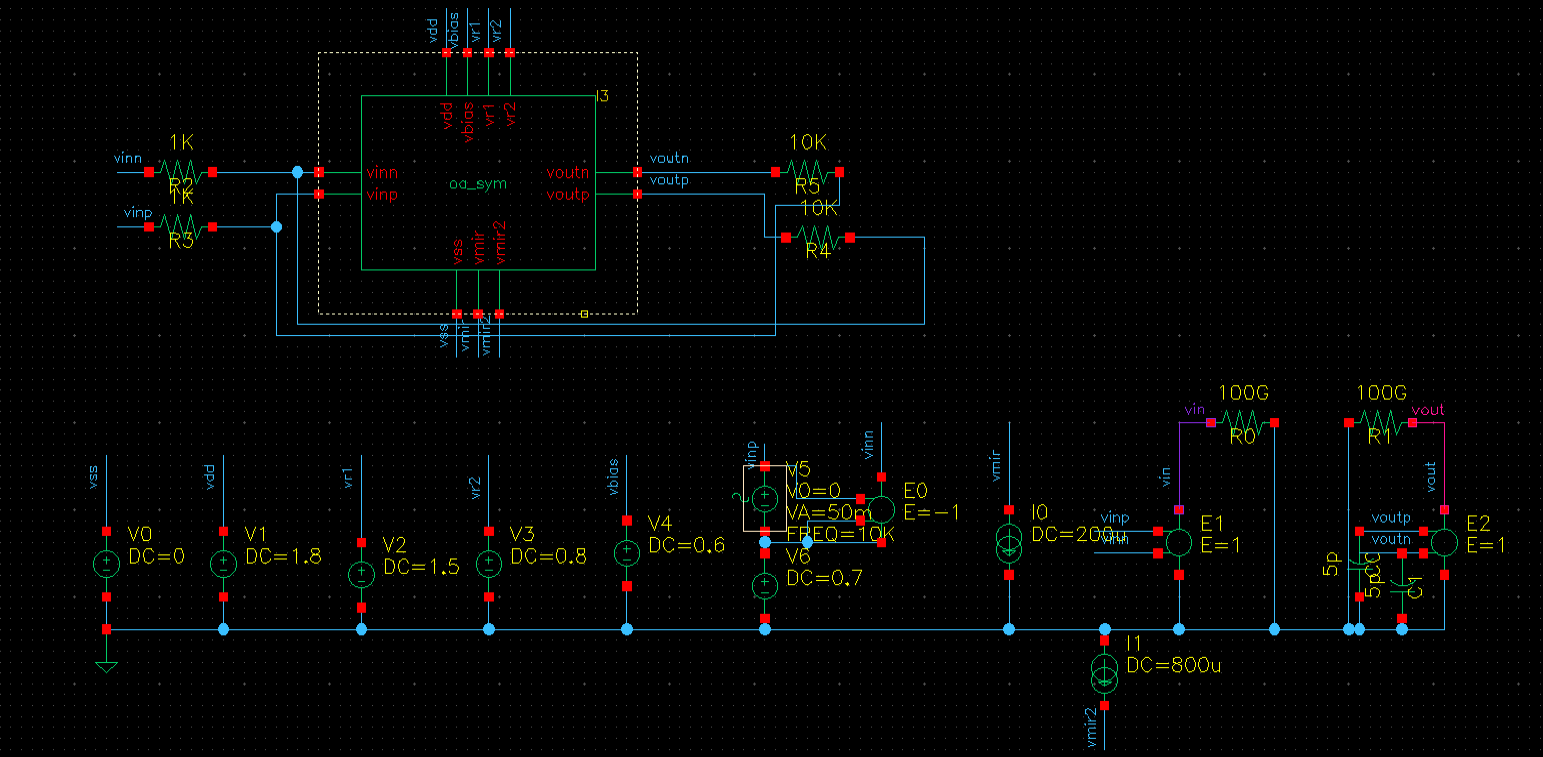 vdd
vbias
vr1
vr2
I3
vdd
vbias
vr1
vr2
1K
vinn
R2
1K
vinp
R3
vinn
vinp
oa_sym
voutn
voutp
voutn
voutp
10K
R5
10K
R4
vss
vmir
vmir2
vss
vmir
vmir2
100G
vin
R0
100G
vout
R1
vss
V0
DC=0
vdd
V1
DC=1.8
vr1
V2
DC=1.5
vr2
V3
DC=0.8
vbias
V4
DC=0.6
vinp
V5
V0=0
VA=50m
FREQ=10K
V6
DC=0.7
vinn
E0
E=-1
vmir
I0
DC=200u
vinp
vinn
vin
E1
E=1
voutp
voutn
vout
E2
E=1
5p
C0
5p
C1
I1
DC=800u
vmir2